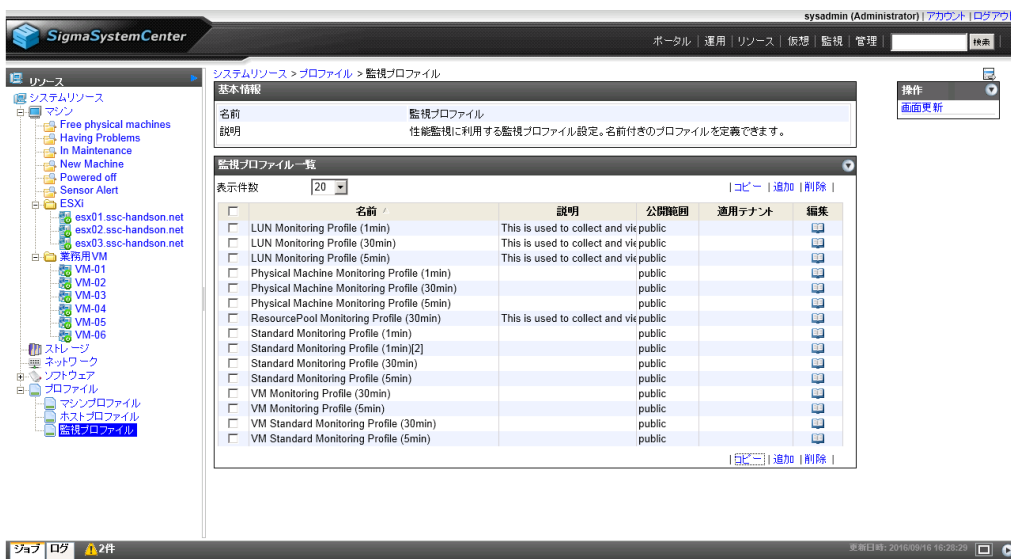 sysadmin (Administrator) | アカウント | ログアウト
SigmaSystemCenter
ポータル | 運用 | リソース | 仮想 | 監視 | 管理 | 検索
リソース
システムリソース
マシン
Free physical machines
Having Problems
In Maintenance
New Machine
Powered off
Sensor Alert
ESXi
esx01.ssc-handson.net
esx02.ssc-handson.net
esx03.ssc-handson.net
業務用VM
VM-01
VM-02
VM-03
VM-04
VM-05
VM-06
ストレージ
ネットワーク
ソフトウェア
プロファイル
マシンプロファイル
ホストプロファイル
監視プロファイル
システムリソース > プロファイル > 監視プロファイル
基本情報
名前 監視プロファイル
説明 性能監視に利用する監視プロファイル設定。名前付きのプロファイルを定義できます。
監視プロファイル一覧
表示件数 20 | コピー | 追加 | 削除 |
名前 説明 公開範囲 適用テナント 編集
LUN Monitoring Profile (1min) This is used to collect and vie public
LUN Monitoring Profile (30min) This is used to collect and vie public
LUN Monitoring Profile (5min) This is used to collect and vie public
Physical Machine Monitoring Profile (1min) public
Physical Machine Monitoring Profile (30min) public
Physical Machine Monitoring Profile (5min) public
ResourcePool Monitoring Profile (30min) This is used to collect and vie public
Standard Monitoring Profile (1min) public
Standard Monitoring Profile (1min)[2] public
Standard Monitoring Profile (30min) public
Standard Monitoring Profile (5min) public
VM Monitoring Profile (30min) public
VM Monitoring Profile (5min) public
VM Standard Monitoring Profile (30min) public
VM Standard Monitoring Profile (5min) public
| コピー | 追加 | 削除 |
操作
画面更新
ジョブ ログ 2件
更新日時: 2016/09/16 16:28:29